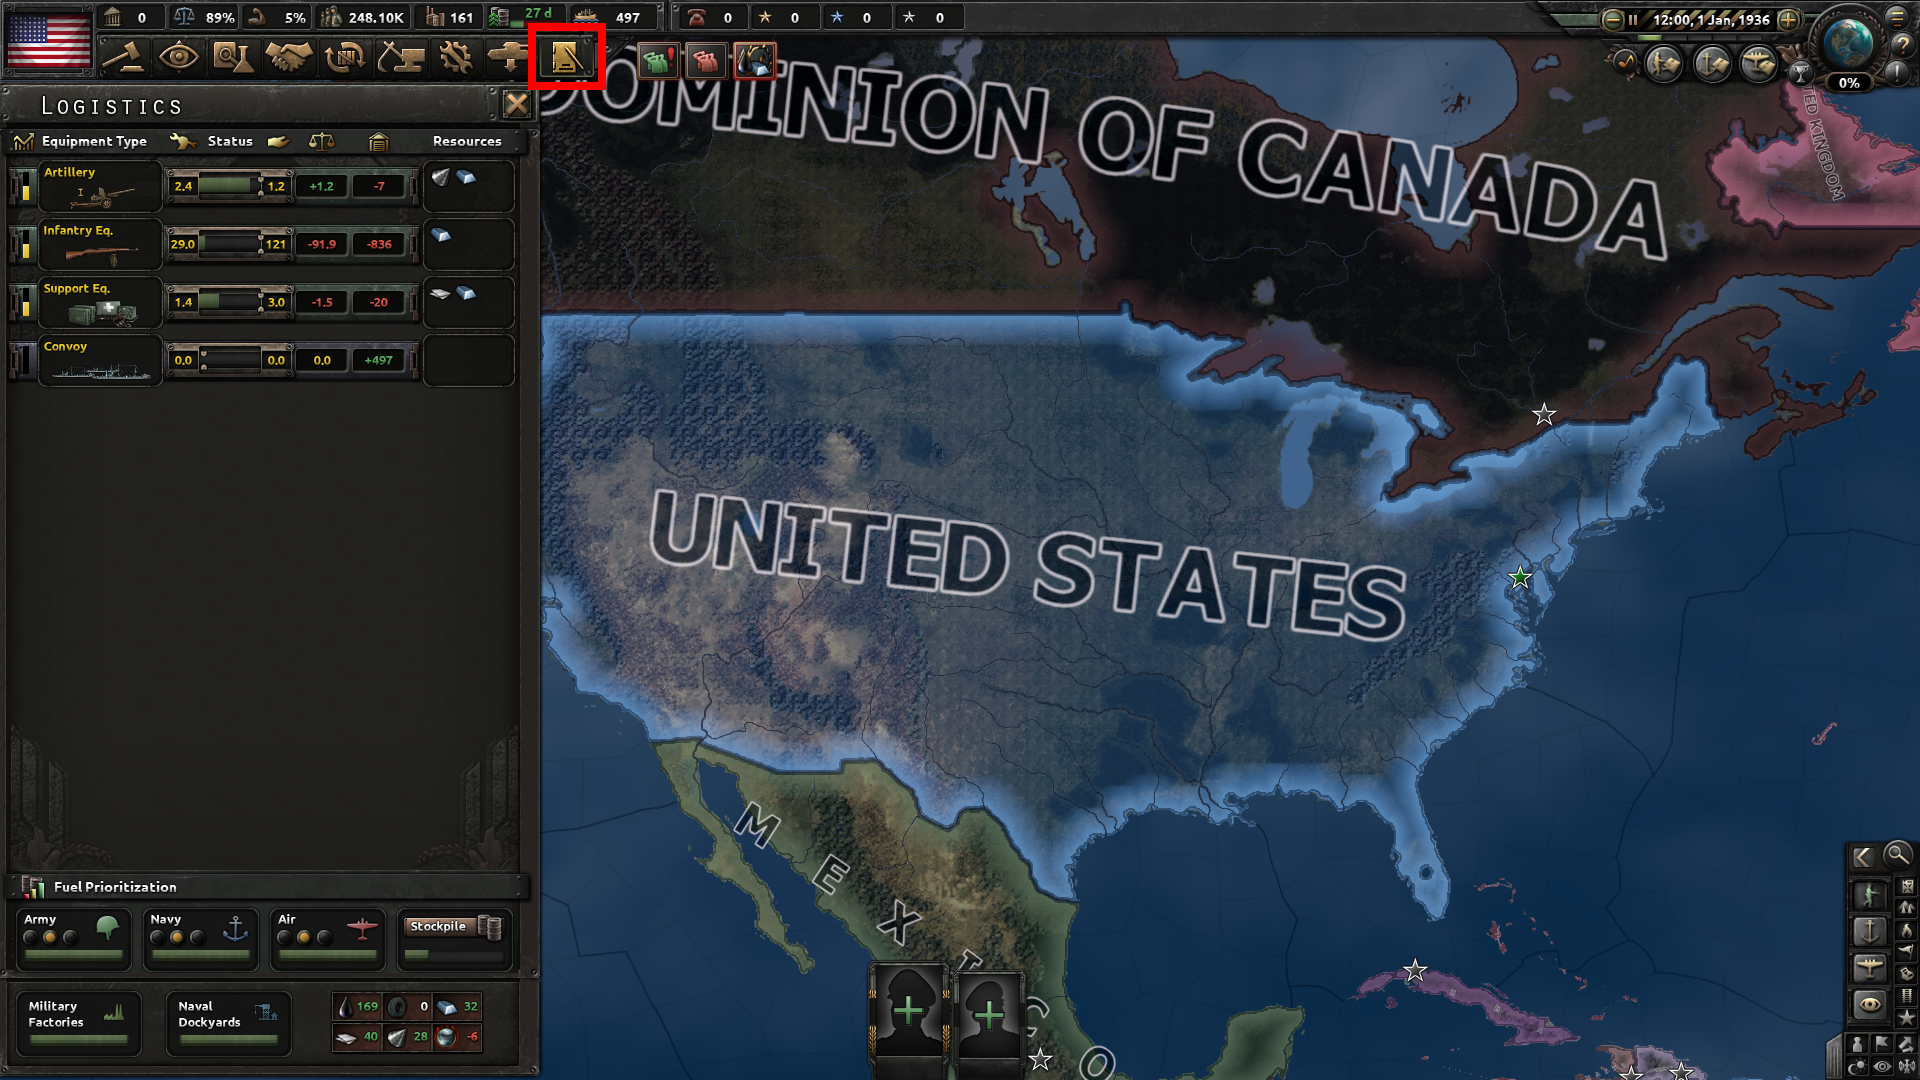 0 89% 5% 248.10K 161 27 d 497 0 0 0 0
12:00, 1 Jan, 1936
0%
LOGISTICS
Equipment Type Status Resources
Artillery
2.4 1.2 +1.2 -7
Infantry Eq.
29.0 121 -91.9 -836
Support Eq.
1.4 3.0 -1.5 -20
Convoy
0.0 0.0 0.0 +497
DOMINION OF CANADA
UNITED KINGDOM
UNITED STATES
MEXICO
Fuel Prioritization
Army Navy Air Stockpile
Military Factories
Naval Dockyards
169 0 32
40 28 -6